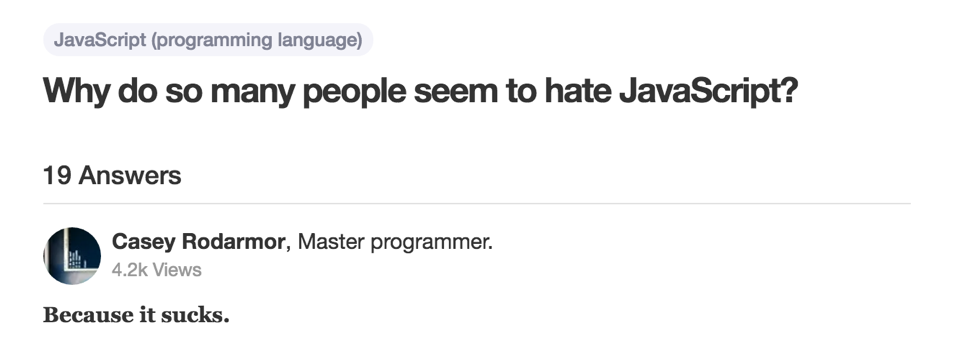 JavaScript (programming language)
Why do so many people seem to hate JavaScript?
19 Answers
Casey Rodarmor, Master programmer.
4.2k Views
Because it sucks.